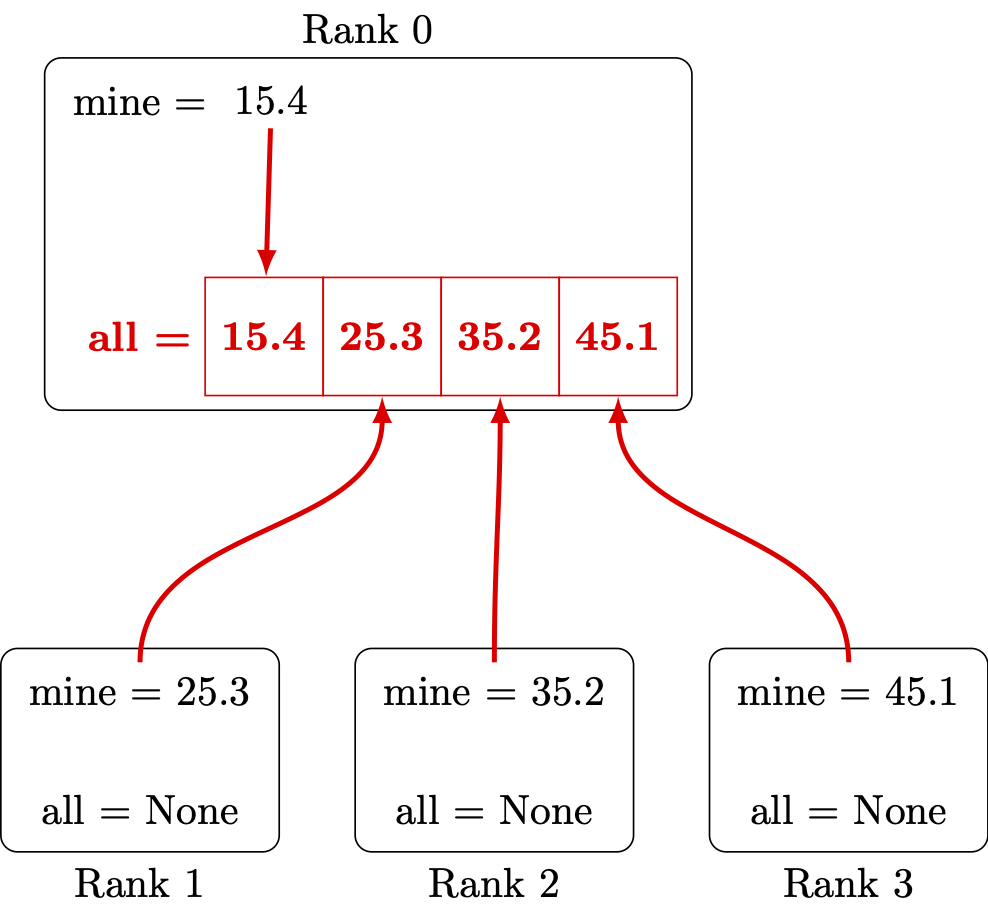 Rank 0
mine = 15.4
all = 15.4 25.3 35.2 45.1
mine = 25.3
all = None
Rank 1
mine = 35.2
all = None
Rank 2
mine = 45.1
all = None
Rank 3